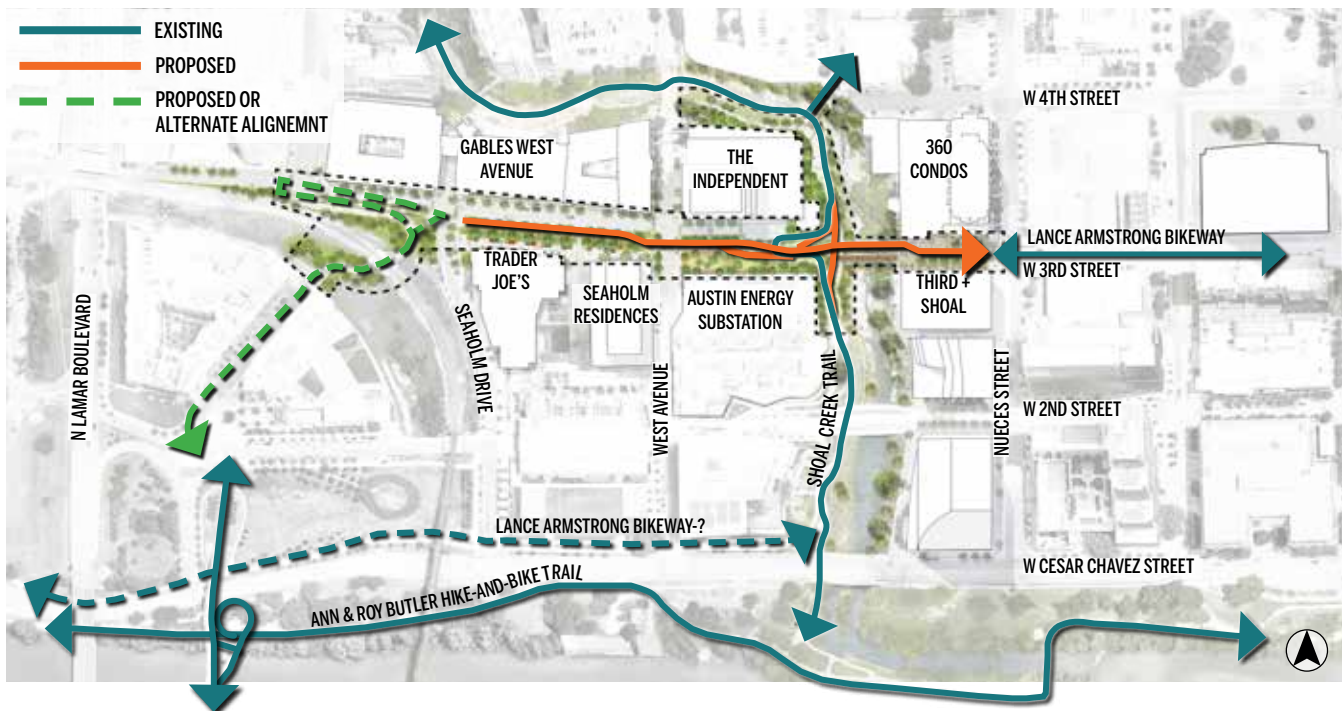 EXISTING
PROPOSED
PROPOSED OR
ALTERNATE ALIGNEMNT
W 4TH STREET
GABLES WEST
AVENUE
THE
INDEPENDENT
360
CONDOS
LANCE ARMSTRONG BIKEWAY
W 3RD STREET
TRADER
JOE'S
SEAHOLM
RESIDENCES
AUSTIN ENERGY
SUBSTATION
THIRD +
SHOAL
N LAMAR BOULEVARD
SEAHOLM DRIVE
WEST AVENUE
SHOAL CREEK TRAIL
NUECES STREET
W 2ND STREET
LANCE ARMSTRONG BIKEWAY-?
W CESAR CHAVEZ STREET
ANN & ROY BUTLER HIKE-AND-BIKE TRAIL